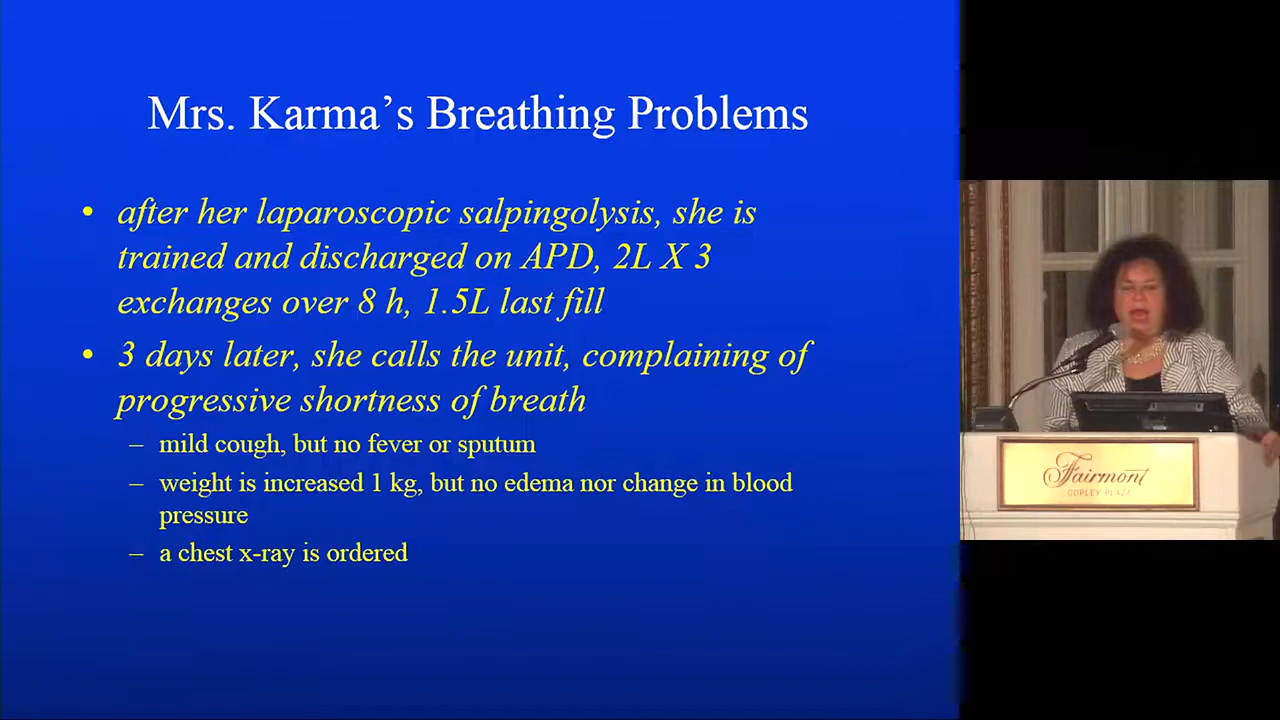 Mrs. Karma's Breathing Problems
• after her laparoscopic salpingolysis, she is
trained and discharged on APD, 2L X 3
exchanges over 8 h, 1.5L last fill
• 3 days later, she calls the unit, complaining of
progressive shortness of breath
– mild cough, but no fever or sputum
– weight is increased 1 kg, but no edema nor change in blood
pressure
– a chest x-ray is ordered
Fairmont
COPLEY PLAZA